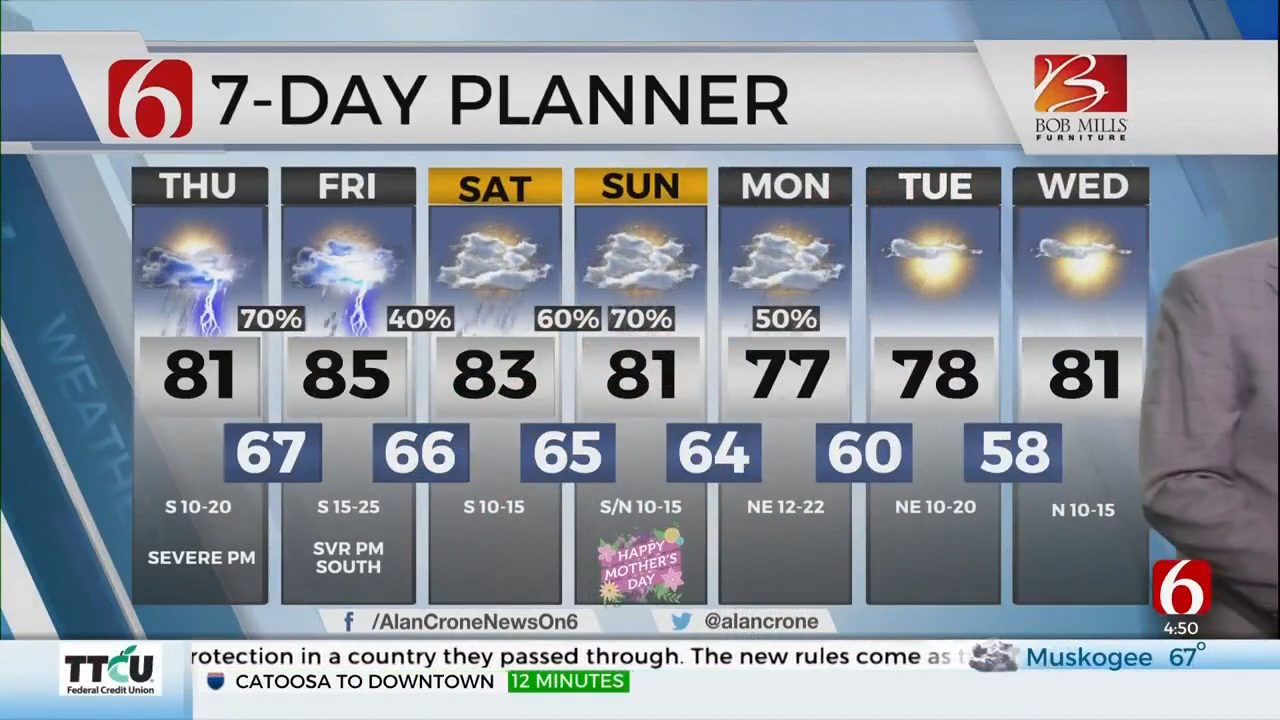 6 7-DAY PLANNER
B
BOB MILLS
FURNITURE
THU FRI SAT SUN MON TUE WED
70% 40% 60% 70% 50%
81 85 83 81 77 78 81
67 66 65 64 60 58
S 10-20 S 15-25 S 10-15 S/N 10-15 NE 12-22 NE 10-20 N 10-15
SEVERE PM
SVR PM
SOUTH
HAPPY
MOTHER'S
DAY
WEATHE
f /AlanCroneNewsOn6 @alancrone
6
4:50
TTCU
Federal Credit Union
rotection in a country they passed through. The new rules come as
Muskogee 67°
CATOOSA TO DOWNTOWN 12 MINUTES